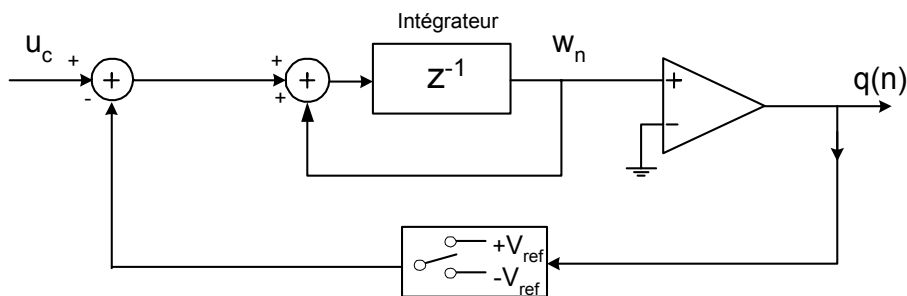 Intégrateur
u_c
+
-
+
+
+
+
z^-1
w_n
+
-
q(n)
+V_ref
-V_ref